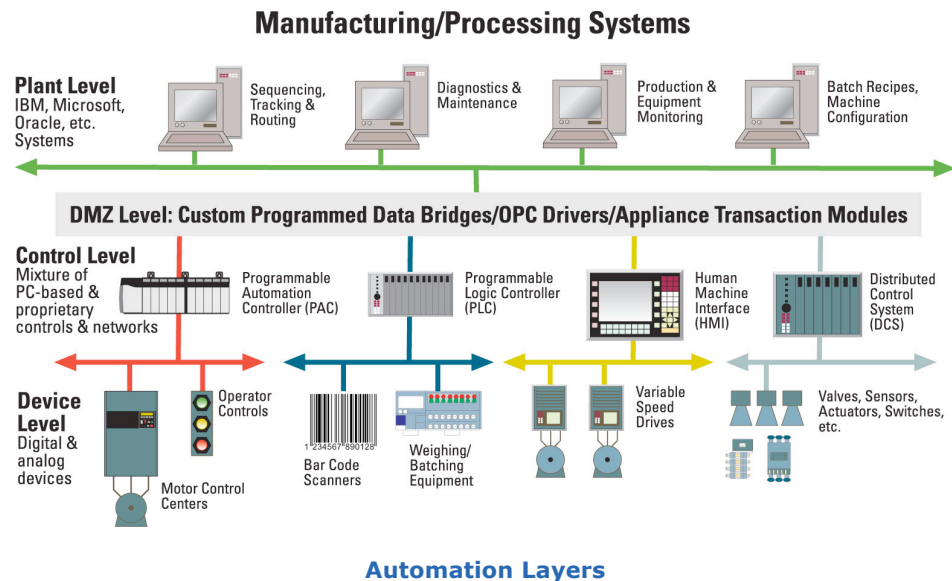 Manufacturing/Processing Systems
Plant Level
IBM, Microsoft,
Oracle, etc.
Systems
Sequencing,
Tracking &
Routing
Diagnostics &
Maintenance
Production &
Equipment
Monitoring
Batch Recipes,
Machine
Configuration
DMZ Level: Custom Programmed Data Bridges/OPC Drivers/Appliance Transaction Modules
Control Level
Mixture of
PC-based &
proprietary
controls & networks
Programmable
Automation
Controller (PAC)
Programmable
Logic Controller
(PLC)
Human
Machine
Interface
(HMI)
Distributed
Control
System
(DCS)
Device
Level
Digital &
analog
devices
Motor Control
Centers
Operator
Controls
1 234567 890128
Bar Code
Scanners
Weighing/
Batching
Equipment
Variable
Speed
Drives
Valves, Sensors,
Actuators, Switches,
etc.
Automation Layers